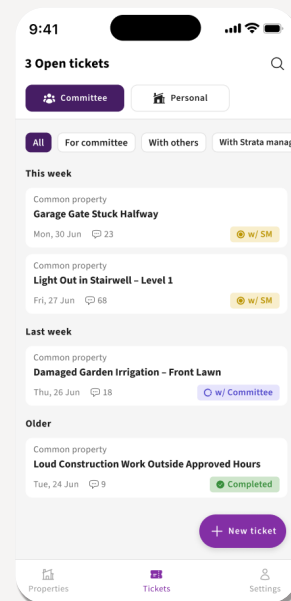 9:41
3 Open tickets
Committee
Personal
All
For committee
With others
With Strata manag
This week
Common property
Garage Gate Stuck Halfway
Mon, 30 Jun
23
w/ SM
Common property
Light Out in Stairwell – Level 1
Fri, 27 Jun
68
w/ SM
Last week
Common property
Damaged Garden Irrigation – Front Lawn
Thu, 26 Jun
18
w/ Committee
Older
Common property
Loud Construction Work Outside Approved Hours
Tue, 24 Jun
9
Completed
New ticket
Properties
Tickets
Settings